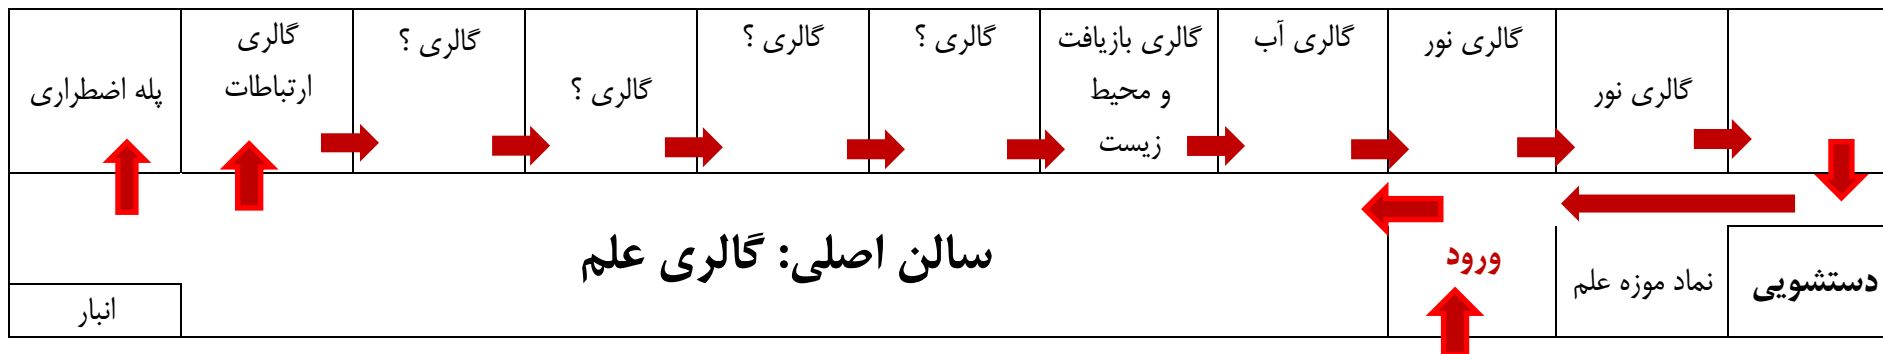 گالری نور
گالری نور
گالری آب
گالری بازیافت
و محیط
زیست
گالری ؟
گالری ؟
گالری ؟
گالری ؟
گالری
ارتباطات
پله اضطراری
سالن اصلی: گالری علم
ورود
نماد موزه علم
دستشویی
انبار